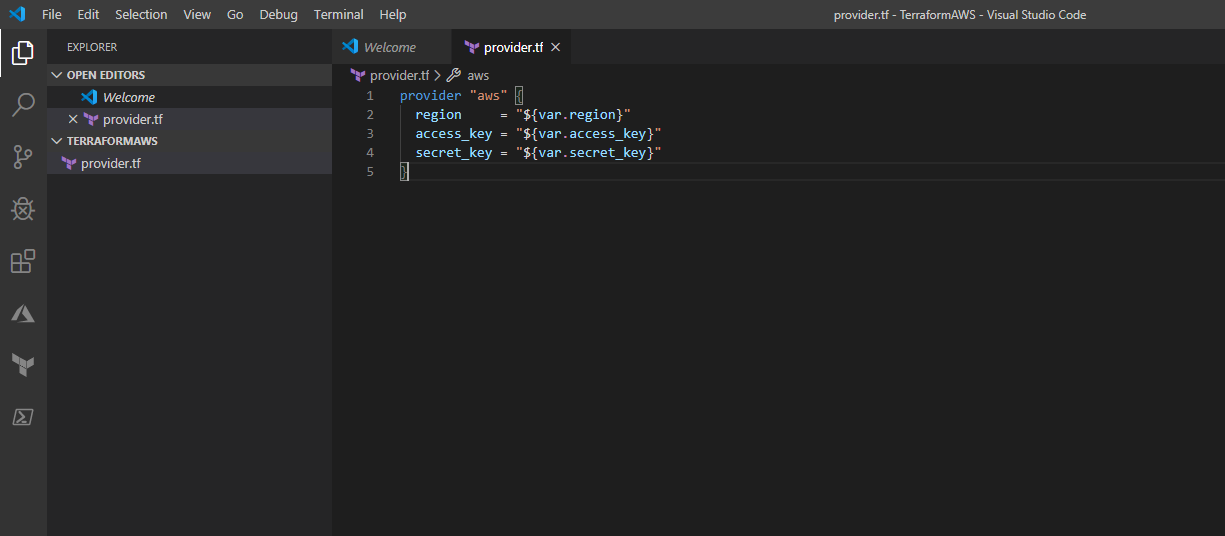 File Edit Selection View Go Debug Terminal Help provider.tf - TerraformAWS - Visual Studio Code
EXPLORER
OPEN EDITORS
Welcome
provider.tf
TERRAFORMAWS
provider.tf
Welcome provider.tf
provider.tf > aws
1 provider "aws" {
2   region     = "${var.region}"
3   access_key = "${var.access_key}"
4   secret_key = "${var.secret_key}"
5 }